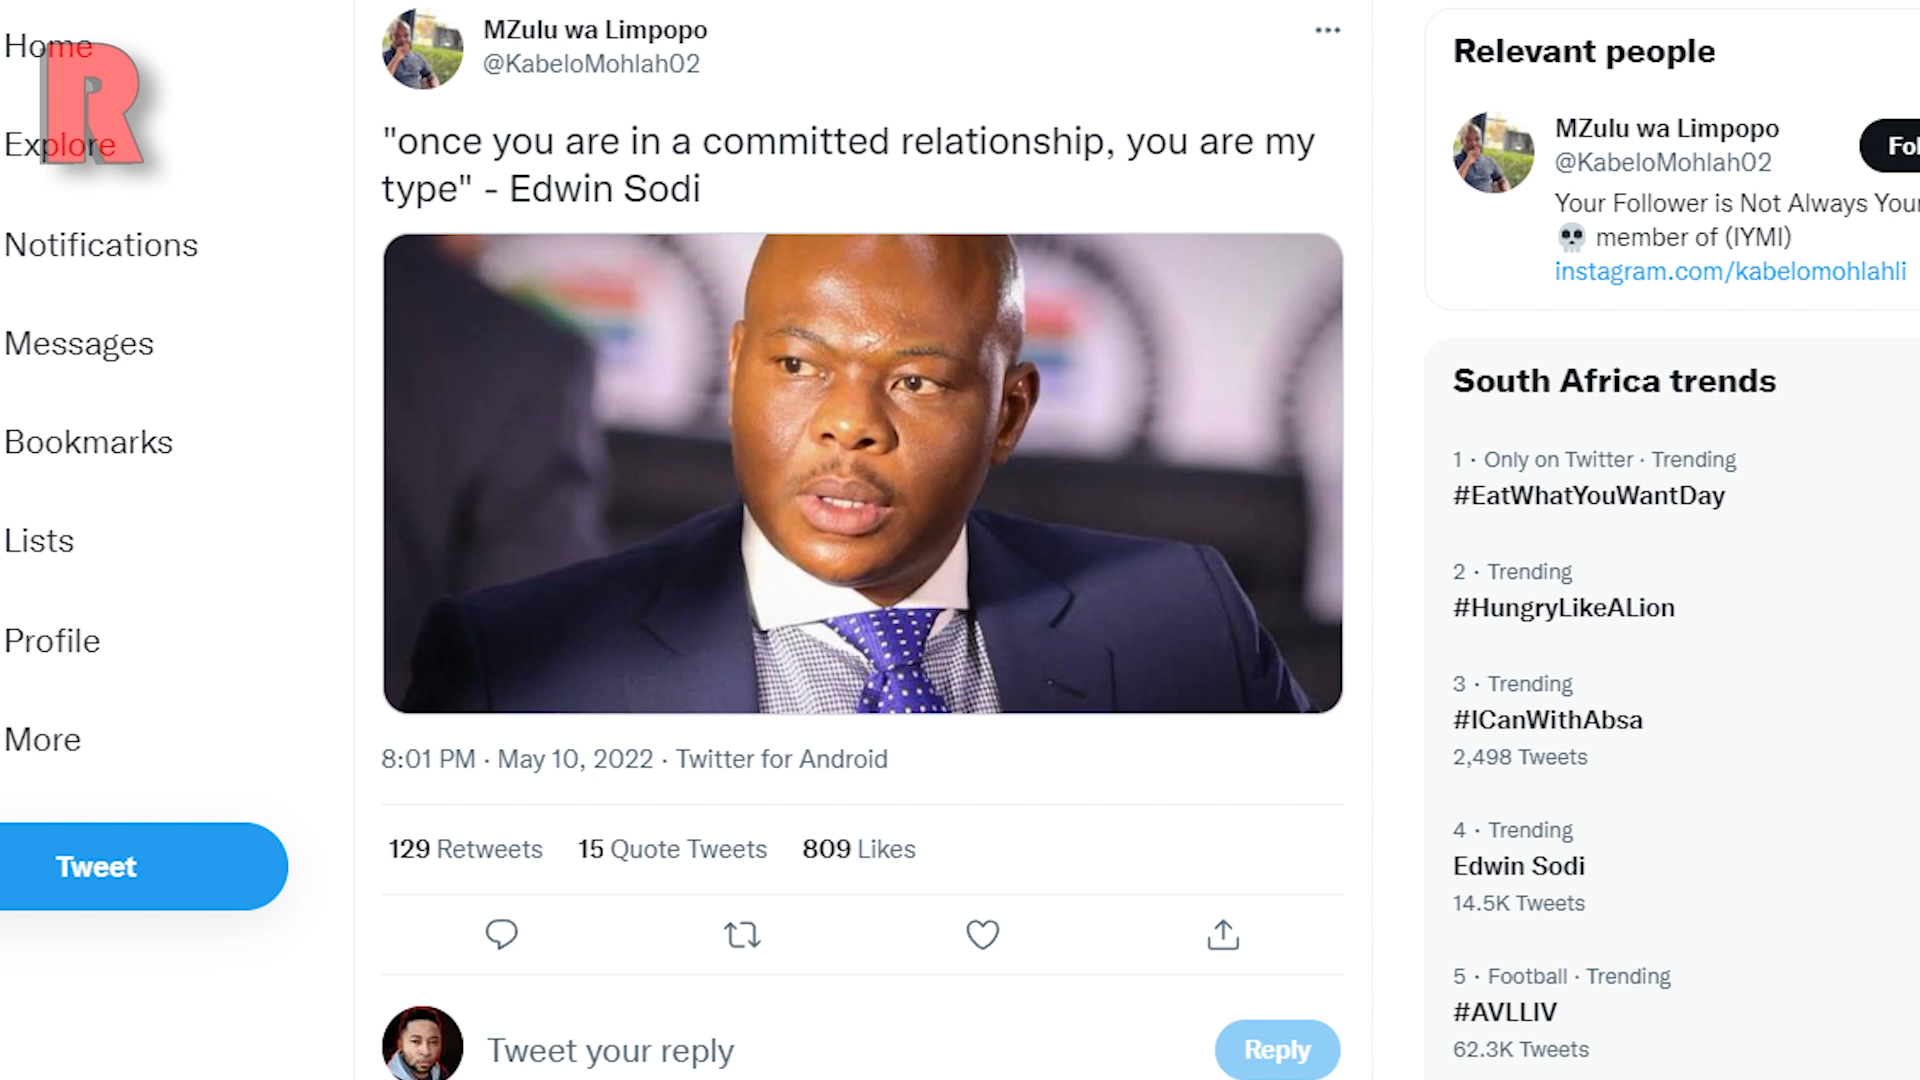 Home
R
Explore
Notifications
Messages
Bookmarks
Lists
Profile
More
Tweet
MZulu wa Limpopo
@KabeloMohlah02
"once you are in a committed relationship, you are my
type" - Edwin Sodi
8:01 PM · May 10, 2022 · Twitter for Android
129 Retweets 15 Quote Tweets 809 Likes
Tweet your reply
Reply
Relevant people
MZulu wa Limpopo
@KabeloMohlah02
Fol
Your Follower is Not Always Your
💀 member of (IYMI)
instagram.com/kabelomohlahli
South Africa trends
1 · Only on Twitter · Trending
#EatWhatYouWantDay
2 · Trending
#HungryLikeALion
3 · Trending
#ICanWithAbsa
2,498 Tweets
4 · Trending
Edwin Sodi
14.5K Tweets
5 · Football · Trending
#AVLLIV
62.3K Tweets